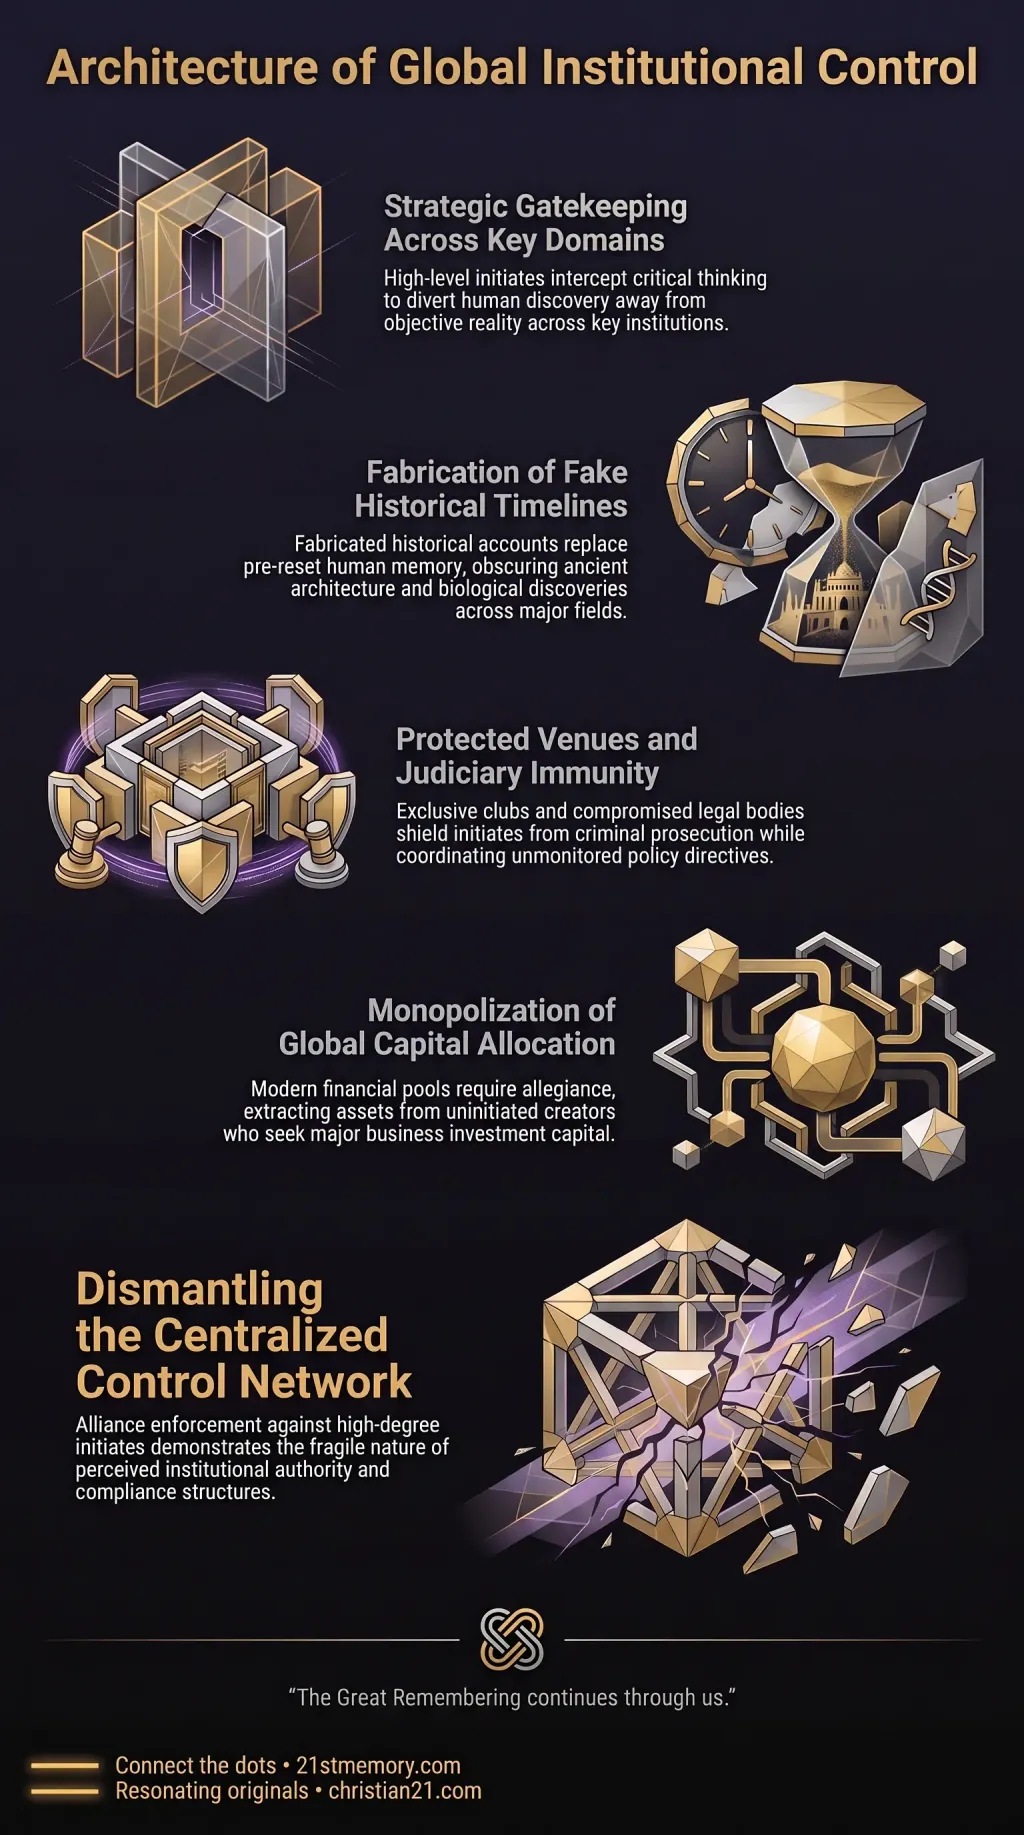 Architecture of Global Institutional Control
Strategic Gatekeeping
Across Key Domains
High-level initiates intercept critical thinking
to divert human discovery away from
objective reality across key institutions.
Fabrication of Fake
Historical Timelines
Fabricated historical accounts replace
pre-reset human memory, obscuring ancient
architecture and biological discoveries
across major fields.
Protected Venues and
Judiciary Immunity
Exclusive clubs and compromised legal bodies
shield initiates from criminal prosecution while
coordinating unmonitored policy directives.
Monopolization of
Global Capital Allocation
Modern financial pools require allegiance,
extracting assets from uninitiated creators
who seek major business investment capital.
Dismantling
the Centralized
Control Network
Alliance enforcement against high-degree
initiates demonstrates the fragile nature of
perceived institutional authority and
compliance structures.
“The Great Remembering continues through us.”
Connect the dots • 21stmemory.com
Resonating originals • christian21.com